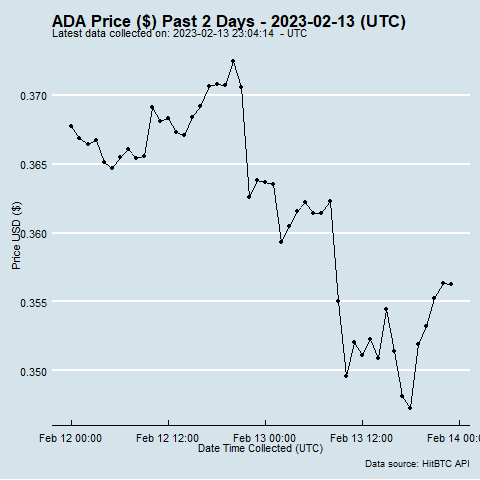 ADA Price ($) Past 2 Days - 2023-02-13 (UTC)
Latest data collected on: 2023-02-13 23:04:14 - UTC
0.370
0.365
0.360
0.355
0.350
Price USD ($)
Feb 12 00:00
Feb 12 12:00
Feb 13 00:00
Feb 13 12:00
Feb 14 00:0
Date Time Collected (UTC)
Data source: HitBTC API